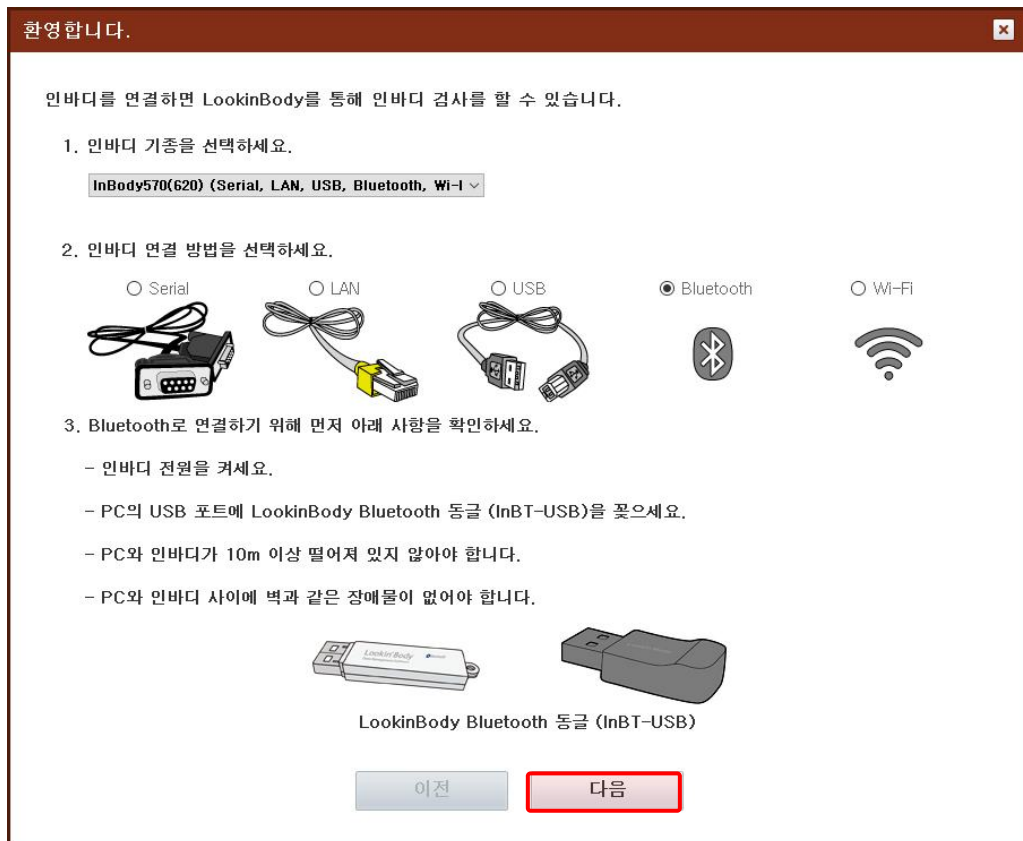 환영합니다.
인바디를 연결하면 LookinBody를 통해 인바디 검사를 할 수 있습니다.
1. 인바디 기종을 선택하세요.
InBody570(620) (Serial, LAN, USB, Bluetooth, Wi-I
2. 인바디 연결 방법을 선택하세요.
Serial LAN USB Bluetooth Wi-Fi
3. Bluetooth로 연결하기 위해 먼저 아래 사항을 확인하세요.
- 인바디 전원을 켜세요.
- PC의 USB 포트에 LookinBody Bluetooth 동글 (InBT-USB)을 꽂으세요.
- PC와 인바디가 10m 이상 떨어져 있지 않아야 합니다.
- PC와 인바디 사이에 벽과 같은 장애물이 없어야 합니다.
Lookin'Body
LookinBody Bluetooth 동글 (InBT-USB)
이전 다음